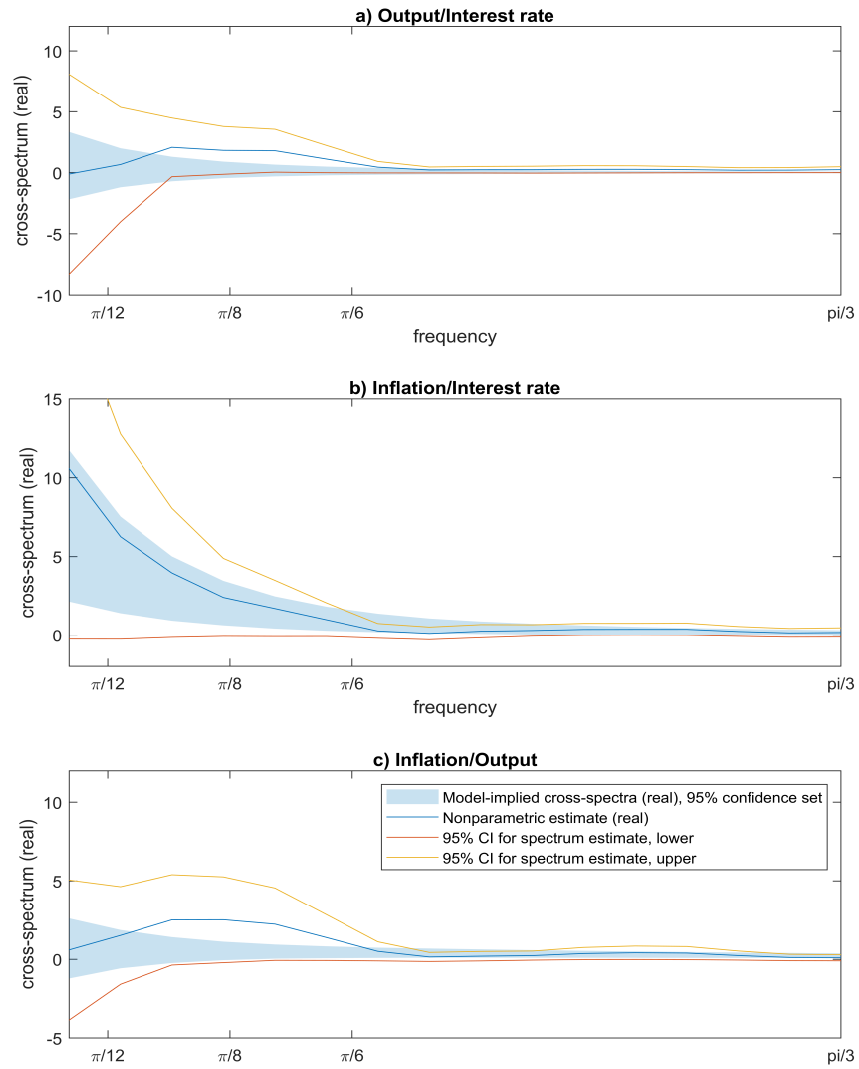 a) Output/Interest rate
cross-spectrum (real)
10
5
0
-5
-10
π/12
π/8
π/6
pi/3
frequency
b) Inflation/Interest rate
cross-spectrum (real)
15
10
5
0
π/12
π/8
π/6
pi/3
frequency
c) Inflation/Output
cross-spectrum (real)
10
5
0
-5
Model-implied cross-spectra (real), 95% confidence set
Nonparametric estimate (real)
95% CI for spectrum estimate, lower
95% CI for spectrum estimate, upper
π/12
π/8
π/6
pi/3